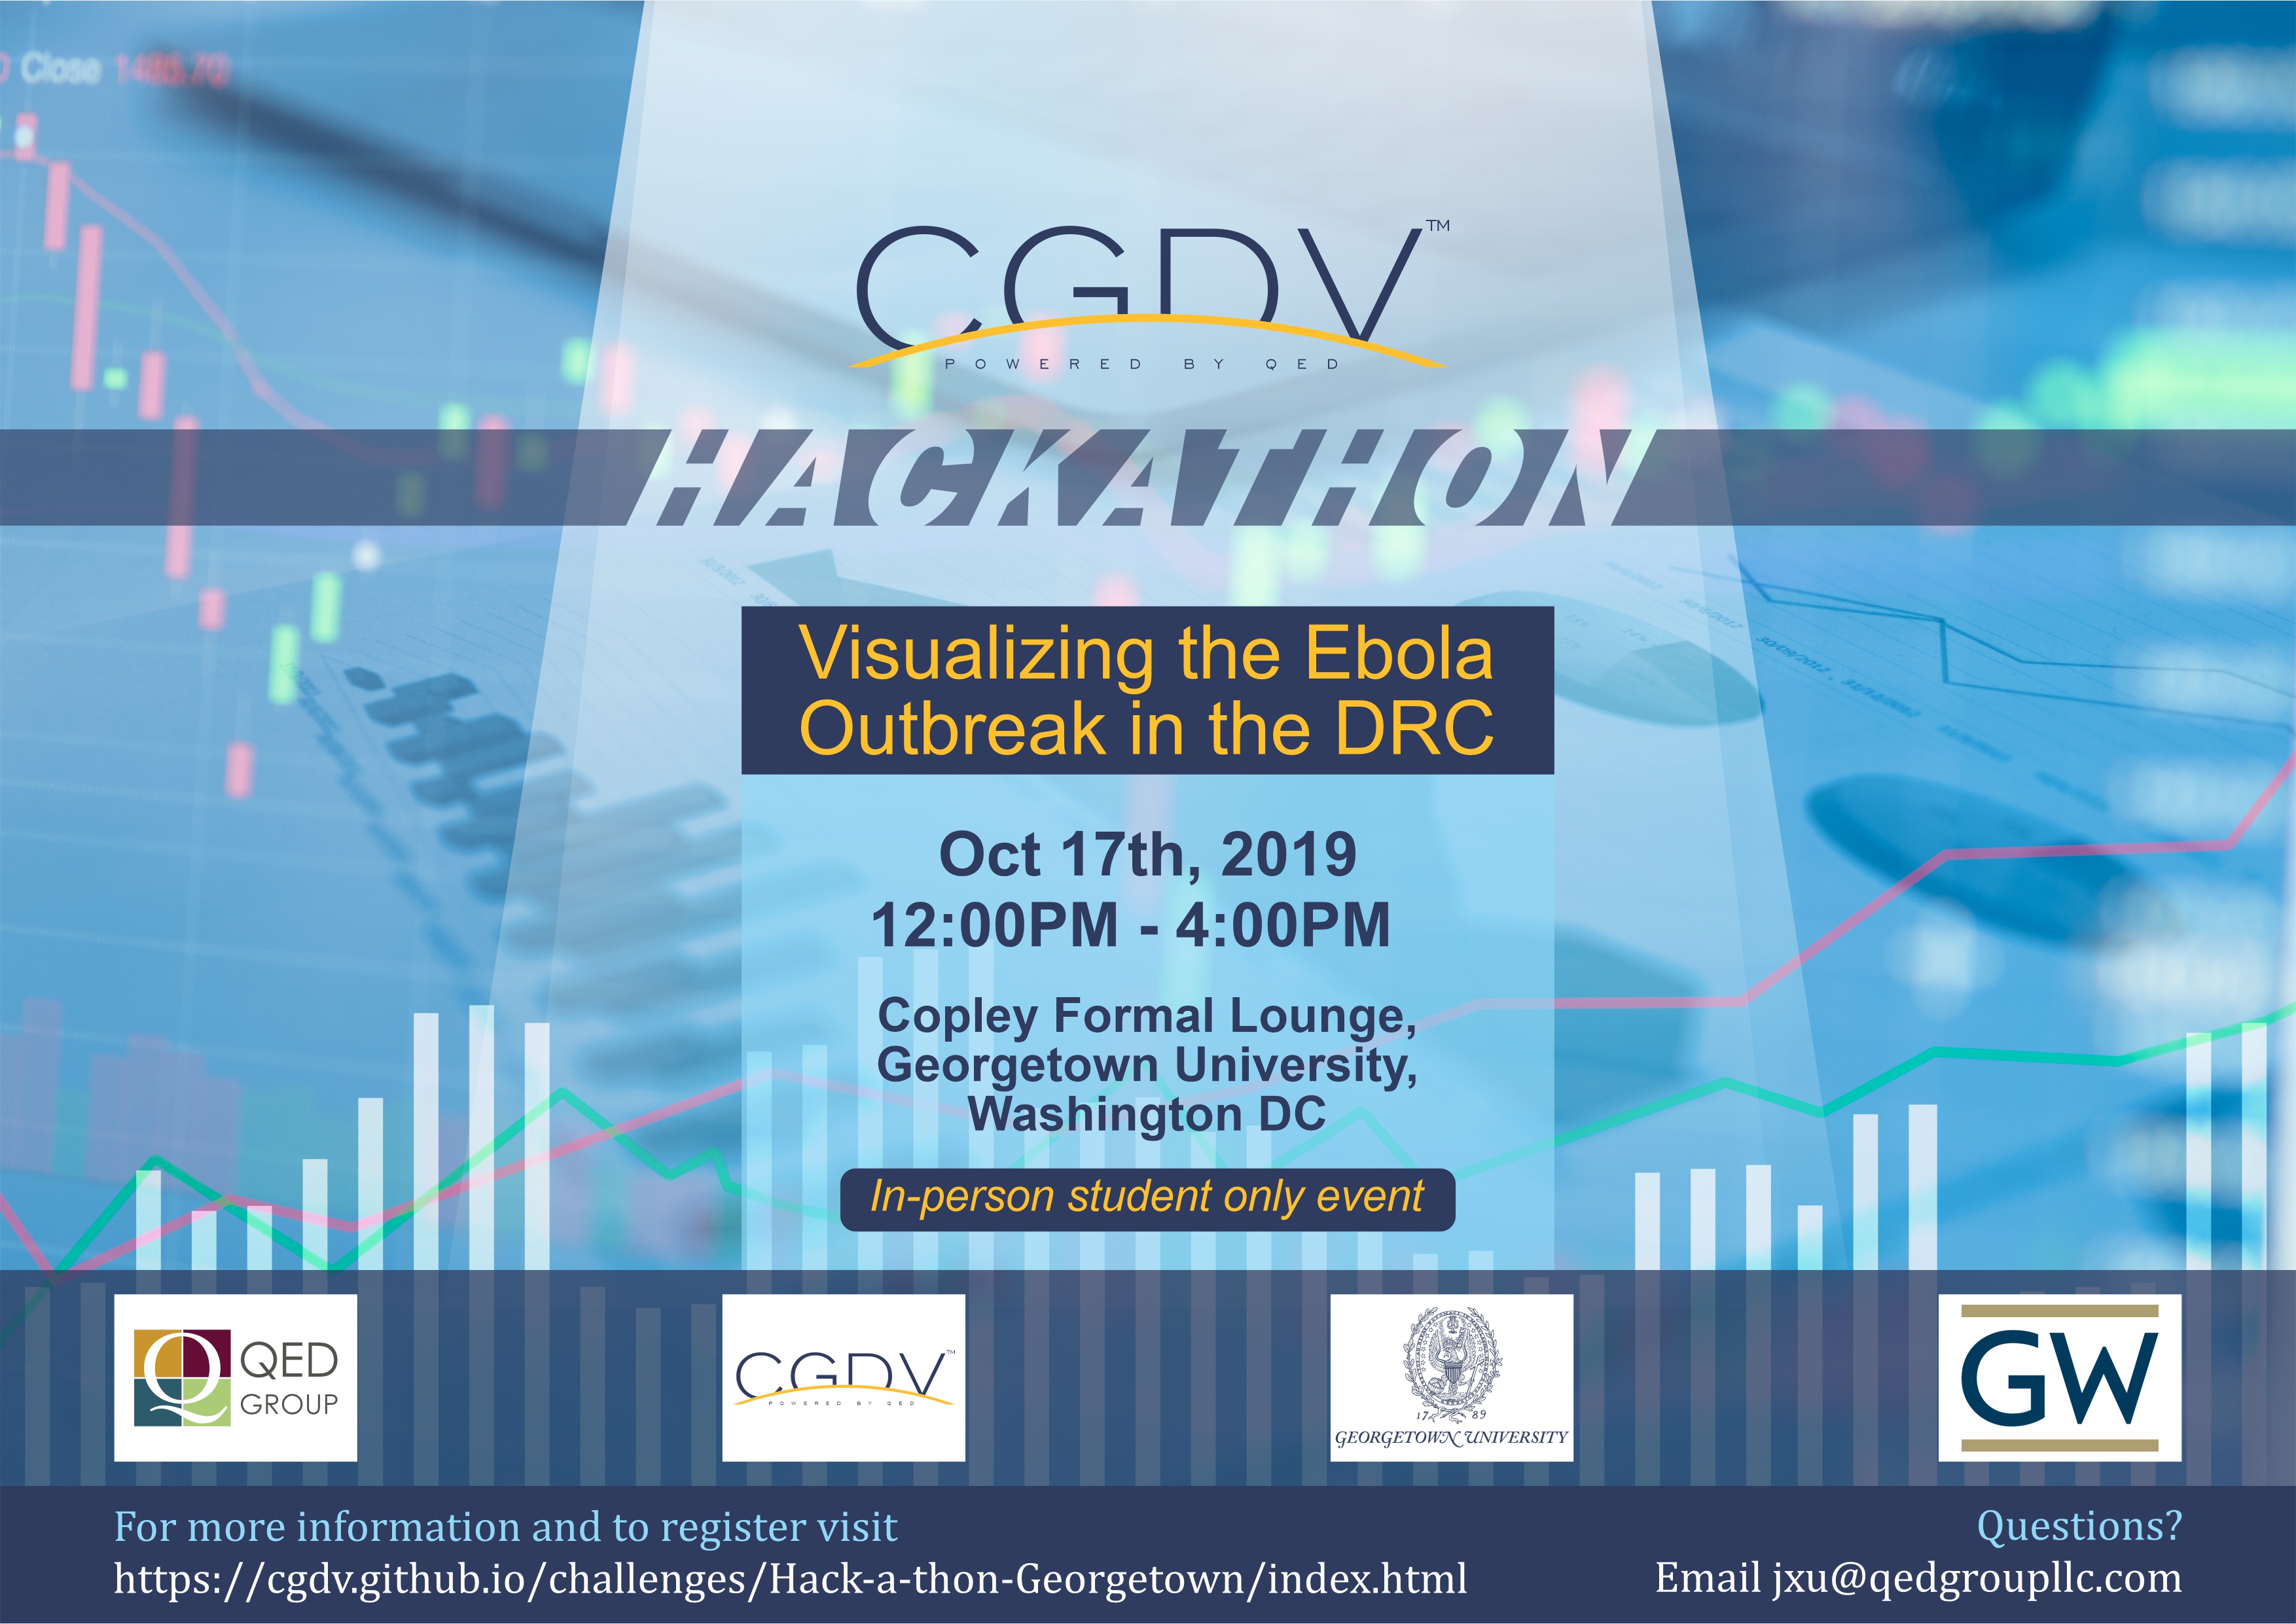 Close 1486.70
CGDV™
POWERED BY QED
HACKATHON
Visualizing the Ebola
Outbreak in the DRC
Oct 17th, 2019
12:00PM - 4:00PM
Copley Formal Lounge,
Georgetown University,
Washington DC
In-person student only event
QED
GROUP
CGDV™
POWERED BY QED
17 89
GEORGETOWN UNIVERSITY
GW
For more information and to register visit
https://cgdv.github.io/challenges/Hack-a-thon-Georgetown/index.html
Questions?
Email jxu@qedgroupllc.com